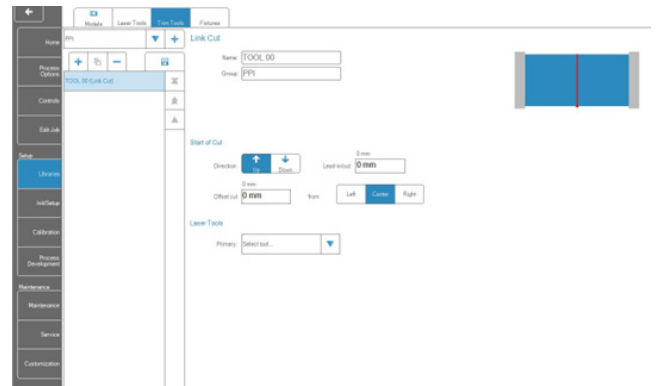 Models
Laser Tools
Trim Tools
Fixtures
Home
Process
Options
Controls
Edit Job
Setup
Libraries
Calibration
Process
Development
Maintenance
Maintenance
Service
Customization
PPI
TOOL 00 (Link Cut)
Link Cut
Name: TOOL 00
Group: PPI
Start of Cut
Direction: Up Down
Lead-in/out:
0 mm
0 mm
0 mm
Offset cut: 0 mm from: Left Center Right
Laser Tools
Primary: Select tool...